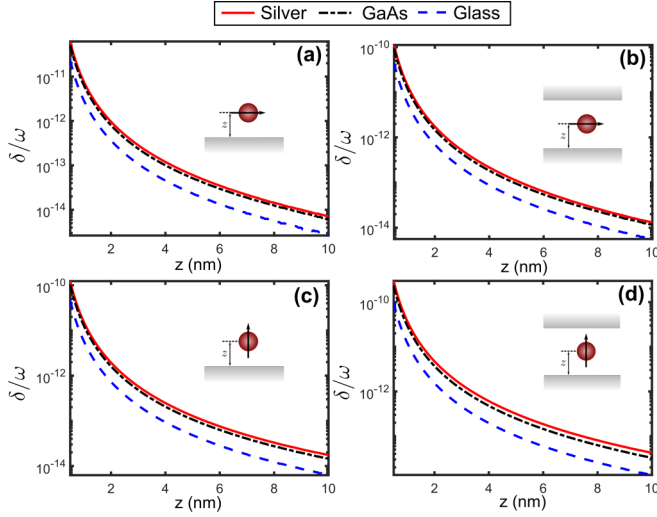 Silver GaAs Glass
(a)
δ/ω
10⁻¹¹
10⁻¹²
10⁻¹³
10⁻¹⁴
z
2 4 6 8 10
z (nm)
(b)
δ/ω
10⁻¹⁰
10⁻¹²
10⁻¹⁴
z
2 4 6 8 10
z (nm)
(c)
δ/ω
10⁻¹⁰
10⁻¹²
10⁻¹⁴
z
2 4 6 8 10
z (nm)
(d)
δ/ω
10⁻¹⁰
10⁻¹²
z
2 4 6 8 10
z (nm)